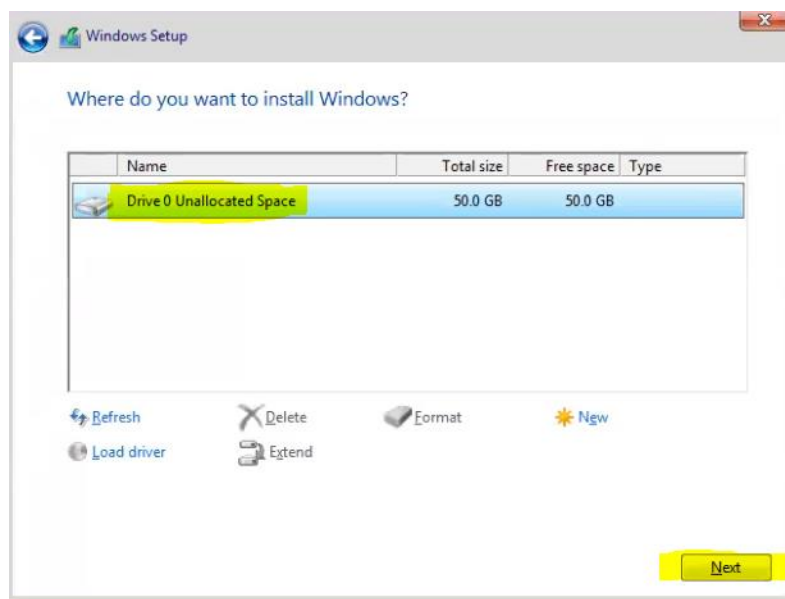 Windows Setup
Where do you want to install Windows?
Name Total size Free space Type
Drive 0 Unallocated Space 50.0 GB 50.0 GB
Refresh Delete Format New
Load driver Extend
Next